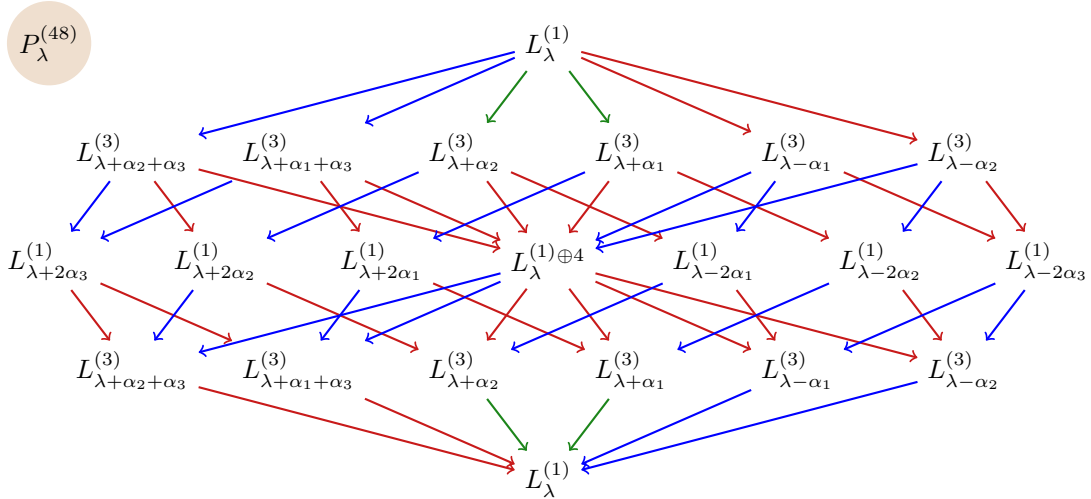 P_λ^{(48)} L_λ^{(1)}
L_{λ+α_2+α_3}^{(3)} L_{λ+α_1+α_3}^{(3)} L_{λ+α_2}^{(3)} L_{λ+α_1}^{(3)} L_{λ-α_1}^{(3)} L_{λ-α_2}^{(3)}
L_{λ+2α_3}^{(1)} L_{λ+2α_2}^{(1)} L_{λ+2α_1}^{(1)} L_λ^{(1)⊕4} L_{λ-2α_1}^{(1)} L_{λ-2α_2}^{(1)} L_{λ-2α_3}^{(1)}
L_{λ+α_2+α_3}^{(3)} L_{λ+α_1+α_3}^{(3)} L_{λ+α_2}^{(3)} L_{λ+α_1}^{(3)} L_{λ-α_1}^{(3)} L_{λ-α_2}^{(3)}
L_λ^{(1)}